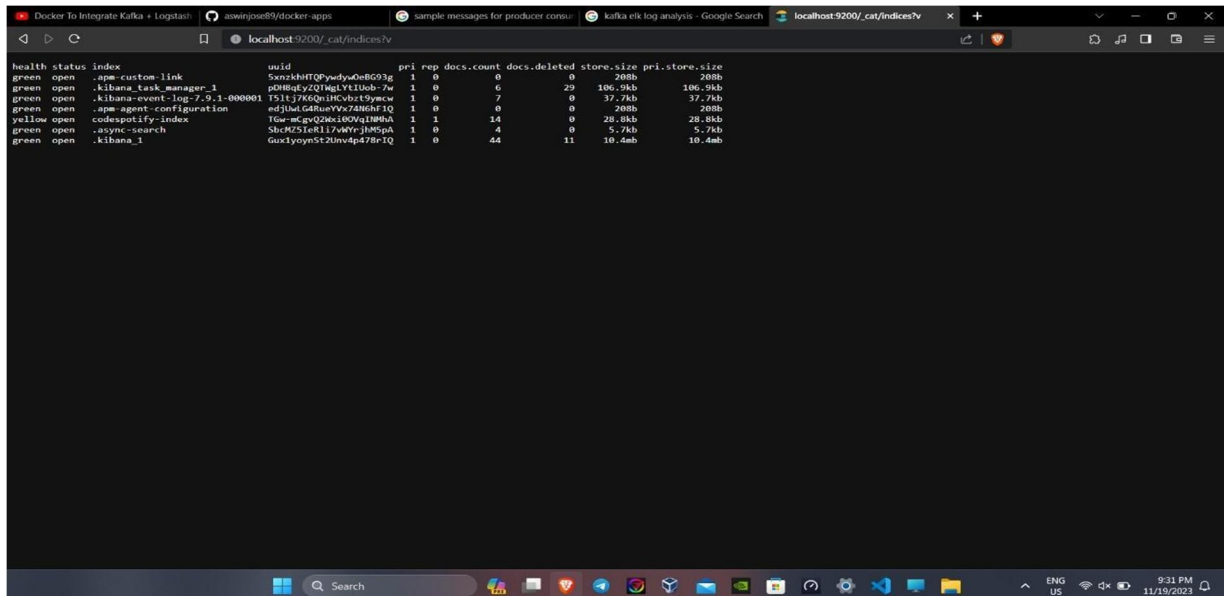 Docker To Integrate Kafka + Logstash
aswinjose89/docker-apps
sample messages for producer consu
kafka elk log analysis - Google Search
localhost:9200/_cat/indices?v
localhost:9200/_cat/indices?v
health status index uuid pri rep docs.count docs.deleted store.size pri.store.size
green open .apm-custom-link 5xnzkhHTQPywdywOeBG93g 1 0 0 0 208b 208b
green open .kibana_task_manager_1 pDHBqEyZQTWgLYtIUob-7w 1 0 6 29 106.9kb 106.9kb
green open .kibana-event-log-7.9.1-000001 T5ltj7K6QniHCvbzt9ymcw 1 0 7 0 37.7kb 37.7kb
green open .apm-agent-configuration edjUwLG4RueYVx74N6hF1Q 1 0 0 0 208b 208b
yellow open codespotify-index TGw-mCgvQ2Wxi0OVqINMhA 1 1 14 0 28.8kb 28.8kb
green open .async-search SbcMZ5IeRli7vWYrjhM5pA 1 0 4 0 5.7kb 5.7kb
green open .kibana_1 Gux1yoynSt2Unv4p478rIQ 1 0 44 11 10.4mb 10.4mb
Search
ENG
US
9:31 PM
11/19/2023